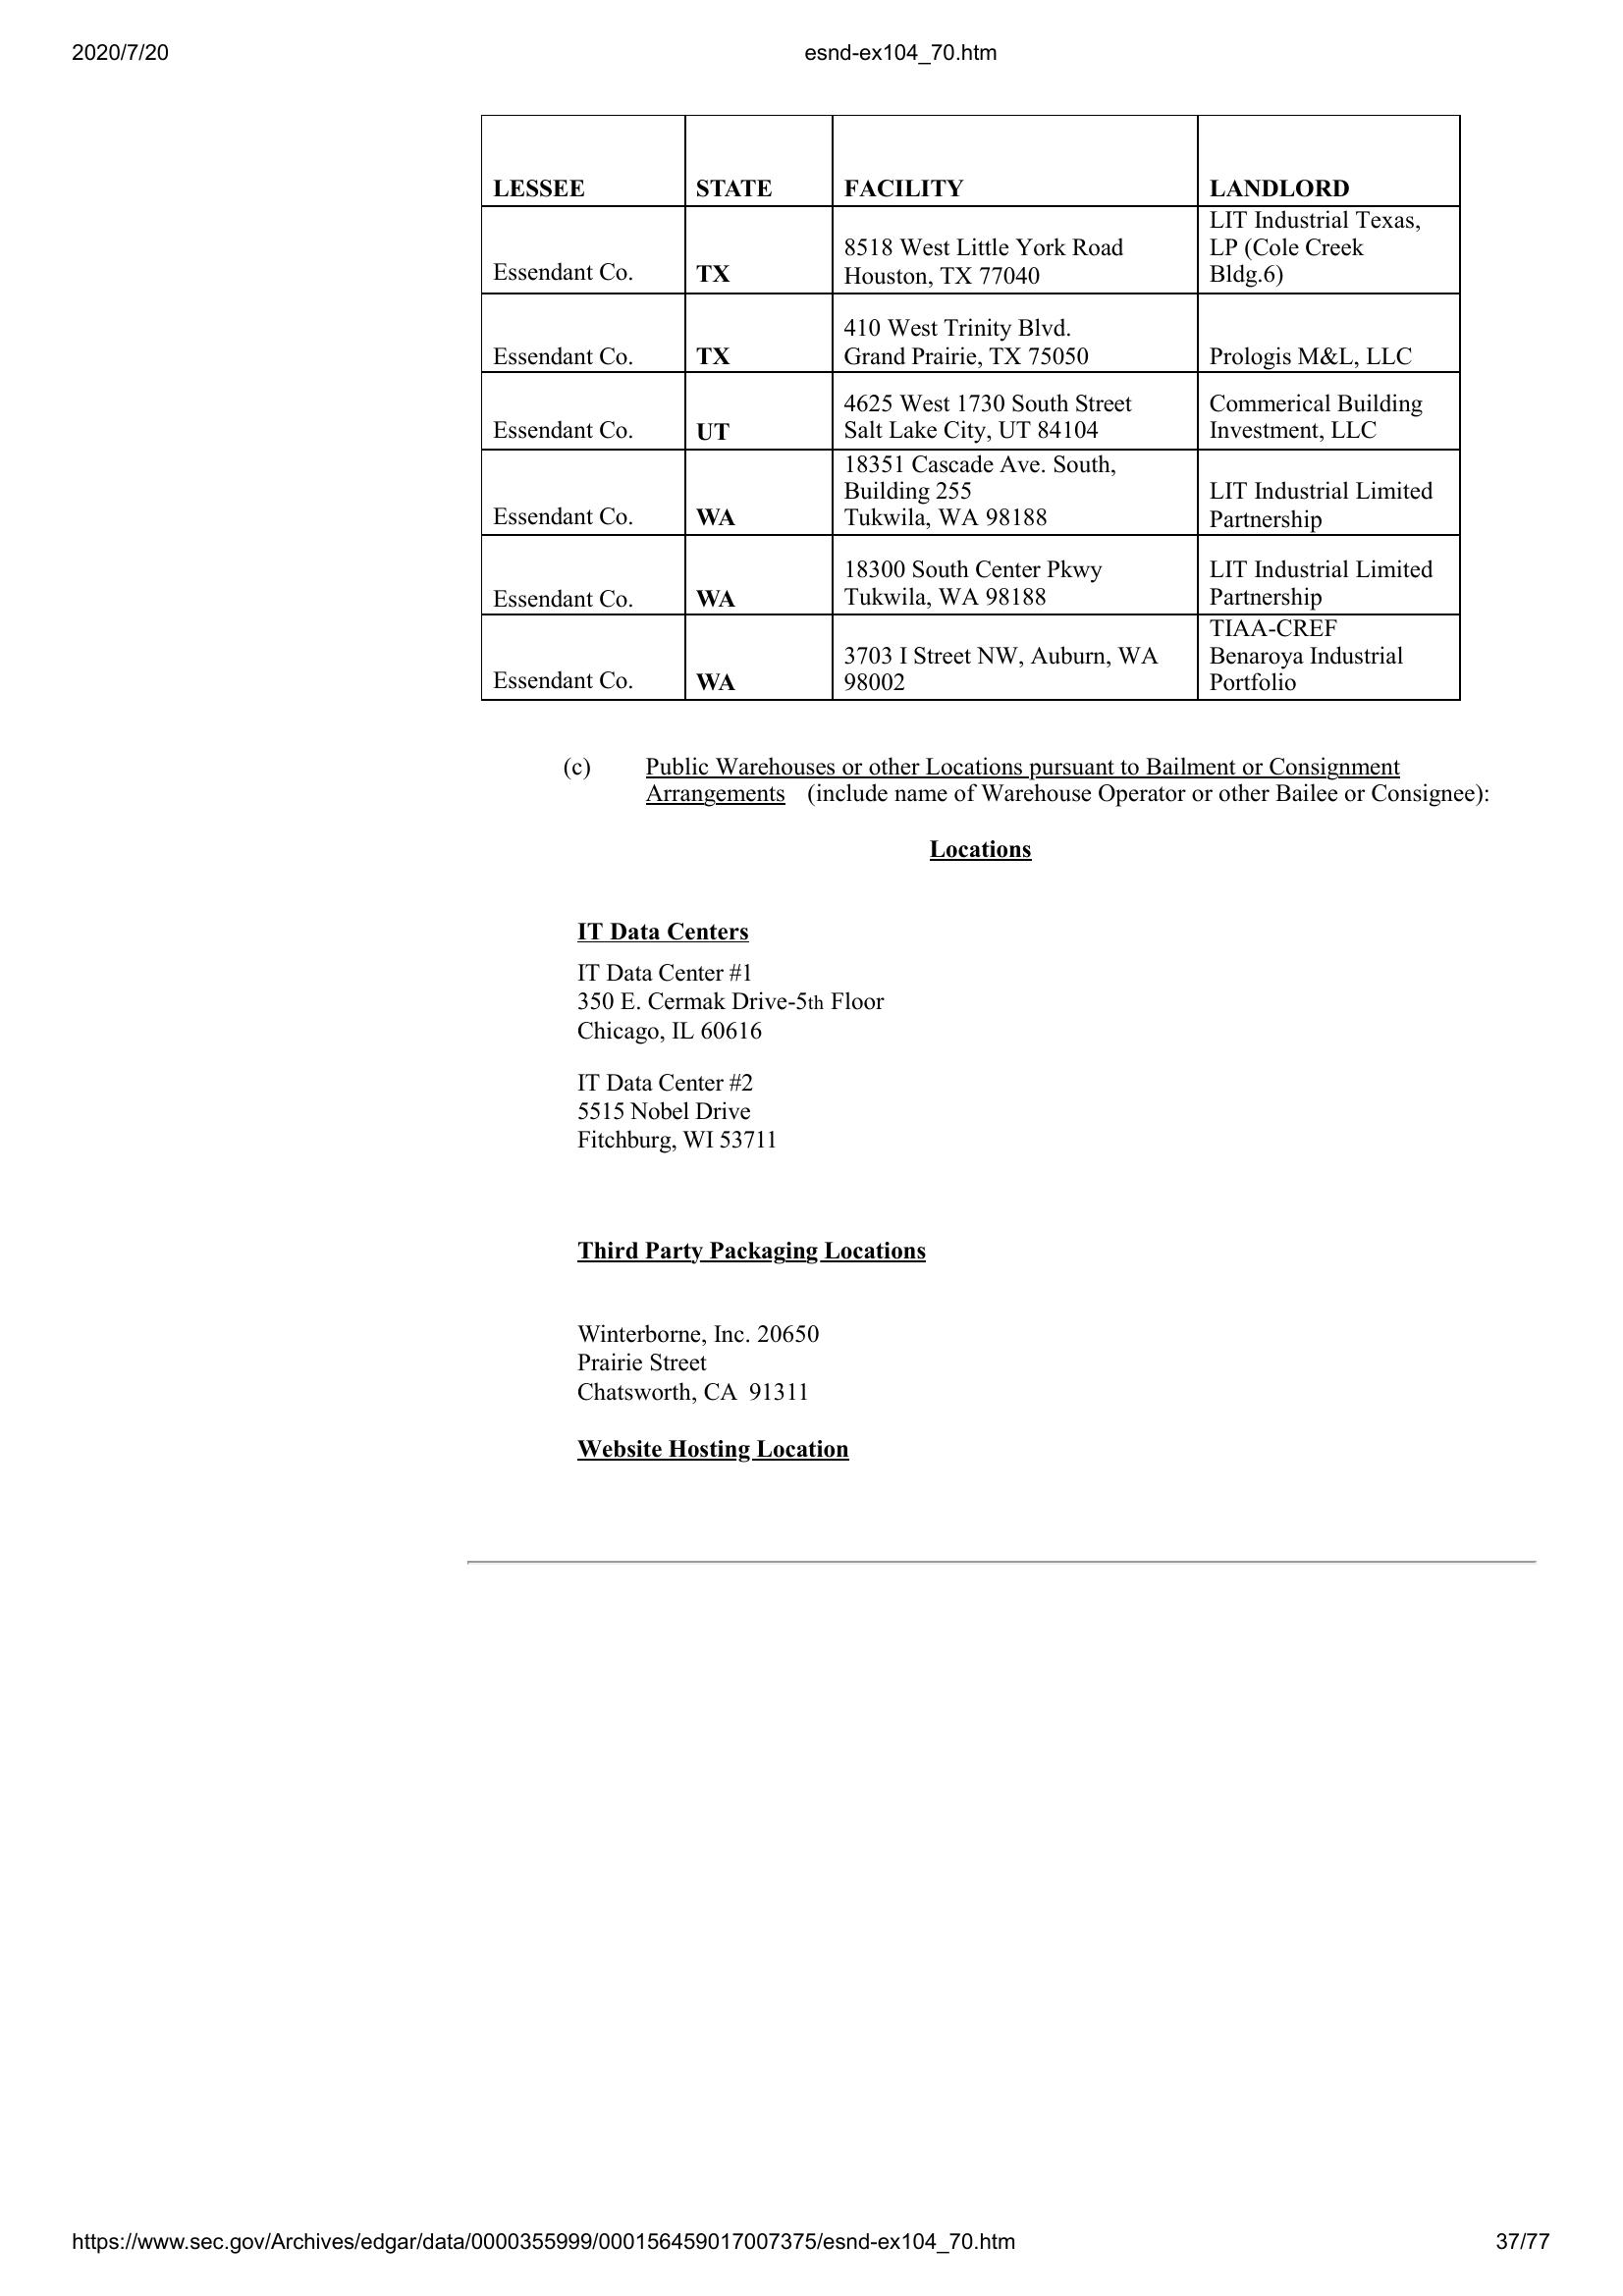 2020/7/20 esnd-ex104_70.htm
LESSEE STATE FACILITY LANDLORD
Essendant Co. TX 8518 West Little York Road
Houston, TX 77040 LIT Industrial Texas,
LP (Cole Creek
Bldg.6)
Essendant Co. TX 410 West Trinity Blvd.
Grand Prairie, TX 75050 Prologis M&L, LLC
Essendant Co. UT 4625 West 1730 South Street
Salt Lake City, UT 84104 Commerical Building
Investment, LLC
Essendant Co. WA 18351 Cascade Ave. South,
Building 255
Tukwila, WA 98188 LIT Industrial Limited
Partnership
Essendant Co. WA 18300 South Center Pkwy
Tukwila, WA 98188 LIT Industrial Limited
Partnership
Essendant Co. WA 3703 I Street NW, Auburn, WA
98002 TIAA-CREF
Benaroya Industrial
Portfolio
(c) Public Warehouses or other Locations pursuant to Bailment or Consignment
Arrangements (include name of Warehouse Operator or other Bailee or Consignee):
Locations
IT Data Centers
IT Data Center #1
350 E. Cermak Drive-5th Floor
Chicago, IL 60616
IT Data Center #2
5515 Nobel Drive
Fitchburg, WI 53711
Third Party Packaging Locations
Winterborne, Inc. 20650
Prairie Street
Chatsworth, CA 91311
Website Hosting Location
https://www.sec.gov/Archives/edgar/data/0000355999/000156459017007375/esnd-ex104_70.htm 37/77